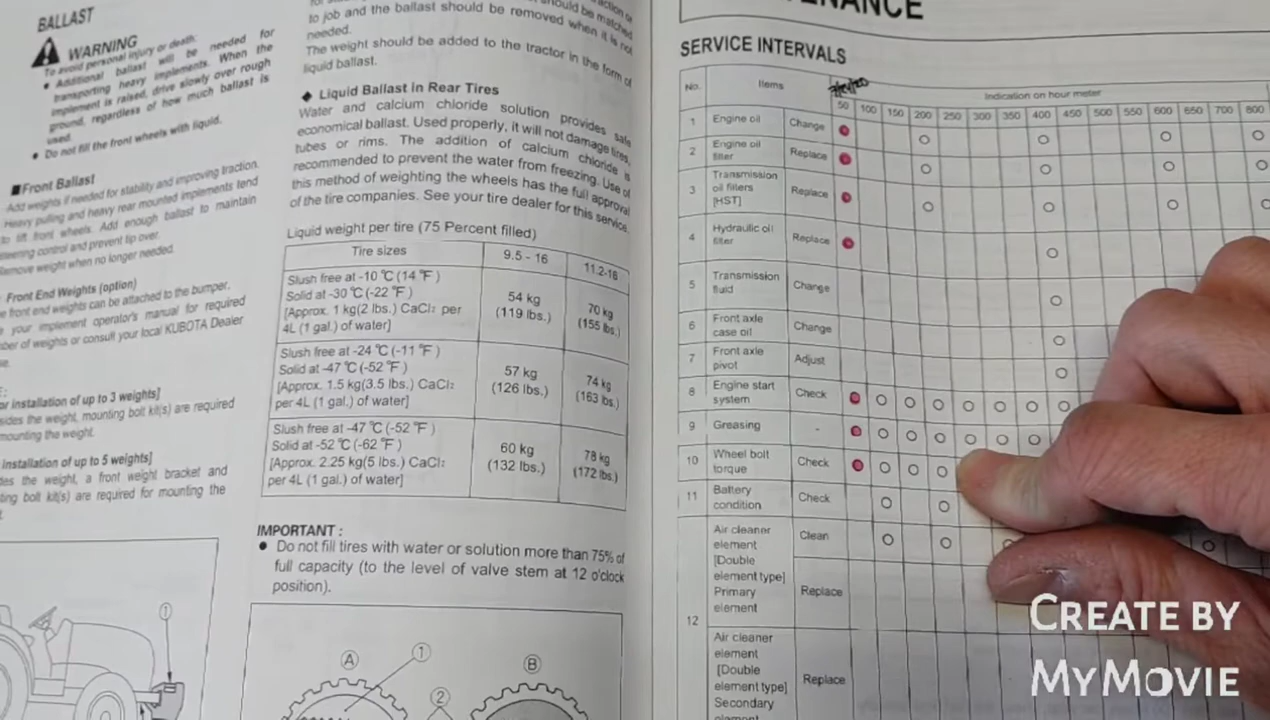 BALLAST
WARNING
To avoid personal injury or death:
● Additional ballast will be needed for
transporting heavy implements. When the
implement is raised, drive slowly over rough
ground, regardless of how much ballast is
used.
● Do not fill the front wheels with liquid.
■ Front Ballast
Add weights if needed for stability and improving traction.
Heavy pulling and heavy rear mounted implements tend
to lift front wheels. Add enough ballast to maintain
steering control and prevent tip over.
Remove weight when no longer needed.
Front End Weights (option)
front end weights can be attached to the bumper.
your implement operator's manual for required
number of weights or consult your local KUBOTA Dealer
installation of up to 3 weights]
the weight, mounting bolt kit(s) are required
mounting the weight.
installation of up to 5 weights]
the weight, a front weight bracket and
bolt kit(s) are required for mounting the
①
should be matched
to job and the ballast should be removed when it is not
needed.
The weight should be added to the tractor in the form of
liquid ballast.
◆ Liquid Ballast in Rear Tires
Water and calcium chloride solution provides safe
economical ballast. Used properly, it will not damage tires,
tubes or rims. The addition of calcium chloride is
recommended to prevent the water from freezing. Use of
this method of weighting the wheels has the full approval
of the tire companies. See your tire dealer for this service.
Liquid weight per tire (75 Percent filled)
Tire sizes 9.5 - 16 11.2-16
Slush free at -10 ℃ (14 ℉)
Solid at -30 ℃ (-22 ℉)
[Approx. 1 kg(2 lbs.) CaCl₂ per
4L (1 gal.) of water]
54 kg
(119 lbs.)
70 kg
(155 lbs.)
Slush free at -24 ℃ (-11 ℉)
Solid at -47 ℃ (-52 ℉)
[Approx. 1.5 kg(3.5 lbs.) CaCl₂
per 4L (1 gal.) of water]
57 kg
(126 lbs.)
74 kg
(163 lbs.)
Slush free at -47 ℃ (-52 ℉)
Solid at -52 ℃ (-62 ℉)
[Approx. 2.25 kg(5 lbs.) CaCl₂
per 4L (1 gal.) of water]
60 kg
(132 lbs.)
78 kg
(172 lbs.)
IMPORTANT :
● Do not fill tires with water or solution more than 75% of
full capacity (to the level of valve stem at 12 o'clock
position).
Ⓐ ① ② Ⓑ
SERVICE INTERVALS
No. Items Indication on hour meter
50 100 150 200 250 300 350 400 450 500 550 600 650 700 800
1 Engine oil Change
2 Engine oil
filter
Replace
3 Transmission
oil filters
[HST]
Replace
4 Hydraulic oil
filter
Replace
5 Transmission
fluid
Change
6 Front axle
case oil
Change
7 Front axle
pivot
Adjust
8 Engine start
system
Check
9 Greasing -
10 Wheel bolt
torque
Check
11 Battery
condition
Check
12
Air cleaner
element
[Double
element type]
Primary
element
Clean
Replace
Air cleaner
element
[Double
element type]
Secondary
Replace
CREATE BY
MYMOVIE